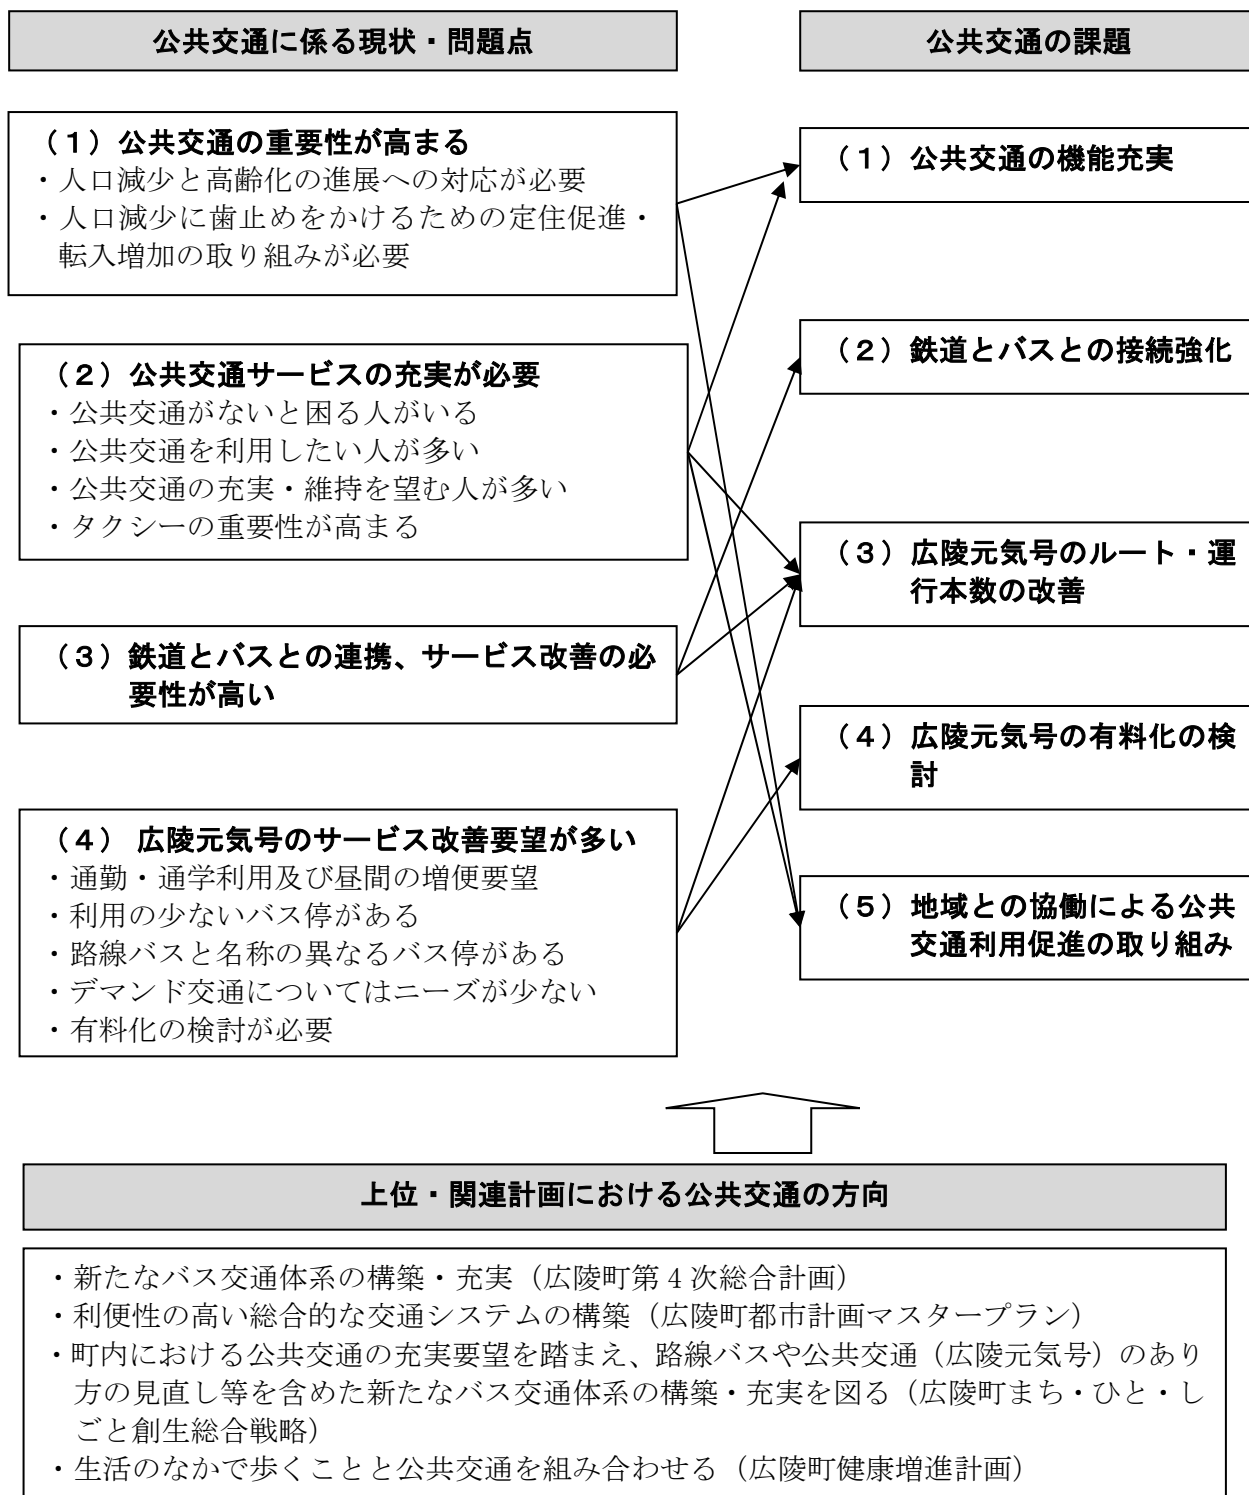 公共交通に係る現状・問題点
（１）公共交通の重要性が高まる
・人口減少と高齢化の進展への対応が必要
・人口減少に歯止めをかけるための定住促進・
転入増加の取り組みが必要
（２）公共交通サービスの充実が必要
・公共交通がないと困る人がいる
・公共交通を利用したい人が多い
・公共交通の充実・維持を望む人が多い
・タクシーの重要性が高まる
（３）鉄道とバスとの連携、サービス改善の必
要性が高い
（４） 広陵元気号のサービス改善要望が多い
・通勤・通学利用及び昼間の増便要望
・利用の少ないバス停がある
・路線バスと名称の異なるバス停がある
・デマンド交通についてはニーズが少ない
・有料化の検討が必要
公共交通の課題
（１）公共交通の機能充実
（２）鉄道とバスとの接続強化
（３）広陵元気号のルート・運
行本数の改善
（４）広陵元気号の有料化の検
討
（５）地域との協働による公共
交通利用促進の取り組み
上位・関連計画における公共交通の方向
・新たなバス交通体系の構築・充実（広陵町第４次総合計画）
・利便性の高い総合的な交通システムの構築（広陵町都市計画マスタープラン）
・町内における公共交通の充実要望を踏まえ、路線バスや公共交通（広陵元気号）のあり
方の見直し等を含めた新たなバス交通体系の構築・充実を図る（広陵町まち・ひと・し
ごと創生総合戦略）
・生活のなかで歩くことと公共交通を組み合わせる（広陵町健康増進計画）